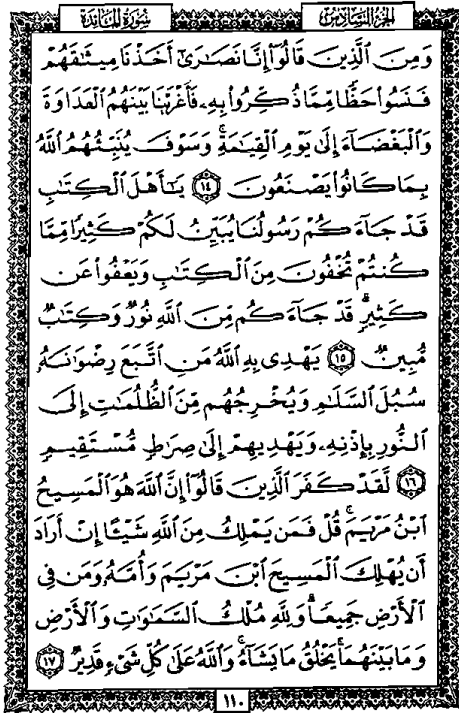 الجزء السادس
سورة المائدة
وَمِنَ ٱلَّذِينَ قَالُوٓا۟ إِنَّا نَصَـٰرَىٰٓ أَخَذْنَا مِيثَـٰقَهُمْ
فَنَسُوا۟ حَظًّا مِّمَّا ذُكِّرُوا۟ بِهِۦ فَأَغْرَيْنَا بَيْنَهُمُ ٱلْعَدَاوَةَ
وَٱلْبَغْضَآءَ إِلَىٰ يَوْمِ ٱلْقِيَـٰمَةِ ۚ وَسَوْفَ يُنَبِّئُهُمُ ٱللَّهُ
بِمَا كَانُوا۟ يَصْنَعُونَ ١٤ يَـٰٓأَهْلَ ٱلْكِتَـٰبِ
قَدْ جَآءَكُمْ رَسُولُنَا يُبَيِّنُ لَكُمْ كَثِيرًا مِّمَّا
كُنتُمْ تُخْفُونَ مِنَ ٱلْكِتَـٰبِ وَيَعْفُوا۟ عَن
كَثِيرٍ ۚ قَدْ جَآءَكُم مِّنَ ٱللَّهِ نُورٌ وَكِتَـٰبٌ
مُّبِينٌ ١٥ يَهْدِى بِهِ ٱللَّهُ مَنِ ٱتَّبَعَ رِضْوَٰنَهُۥ
سُبُلَ ٱلسَّلَـٰمِ وَيُخْرِجُهُم مِّنَ ٱلظُّلُمَـٰتِ إِلَى
ٱلنُّورِ بِإِذْنِهِۦ وَيَهْدِيهِمْ إِلَىٰ صِرَٰطٍ مُّسْتَقِيمٍ
١٦ لَّقَدْ كَفَرَ ٱلَّذِينَ قَالُوٓا۟ إِنَّ ٱللَّهَ هُوَ ٱلْمَسِيحُ
ٱبْنُ مَرْيَمَ ۚ قُلْ فَمَن يَمْلِكُ مِنَ ٱللَّهِ شَيْـًٔا إِنْ أَرَادَ
أَن يُهْلِكَ ٱلْمَسِيحَ ٱبْنَ مَرْيَمَ وَأُمَّهُۥ وَمَن فِى
ٱلْأَرْضِ جَمِيعًا ۗ وَلِلَّهِ مُلْكُ ٱلسَّمَـٰوَٰتِ وَٱلْأَرْضِ
وَمَا بَيْنَهُمَا ۚ يَخْلُقُ مَا يَشَآءُ ۚ وَٱللَّهُ عَلَىٰ كُلِّ شَىْءٍ قَدِيرٌ ١٧
١١٠